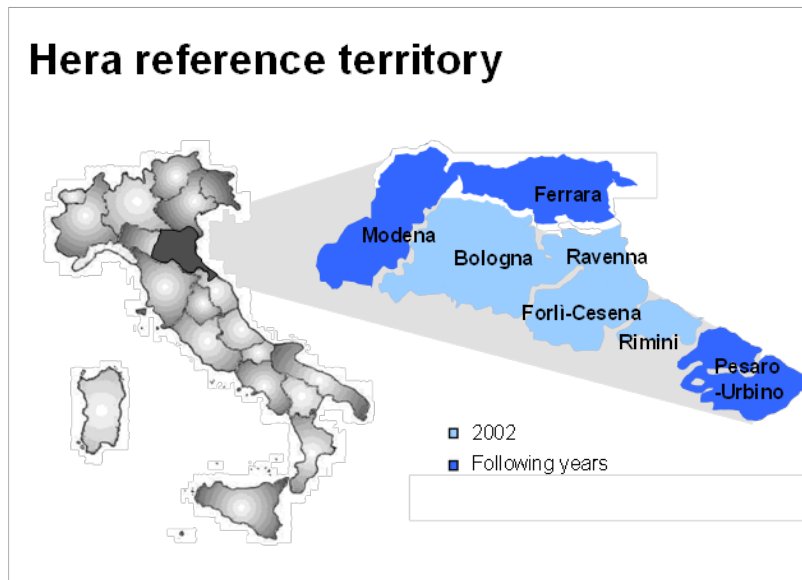 Hera reference territory
Ferrara
Modena
Bologna
Ravenna
Forlì-Cesena
Rimini
Pesaro
-Urbino
2002
Following years